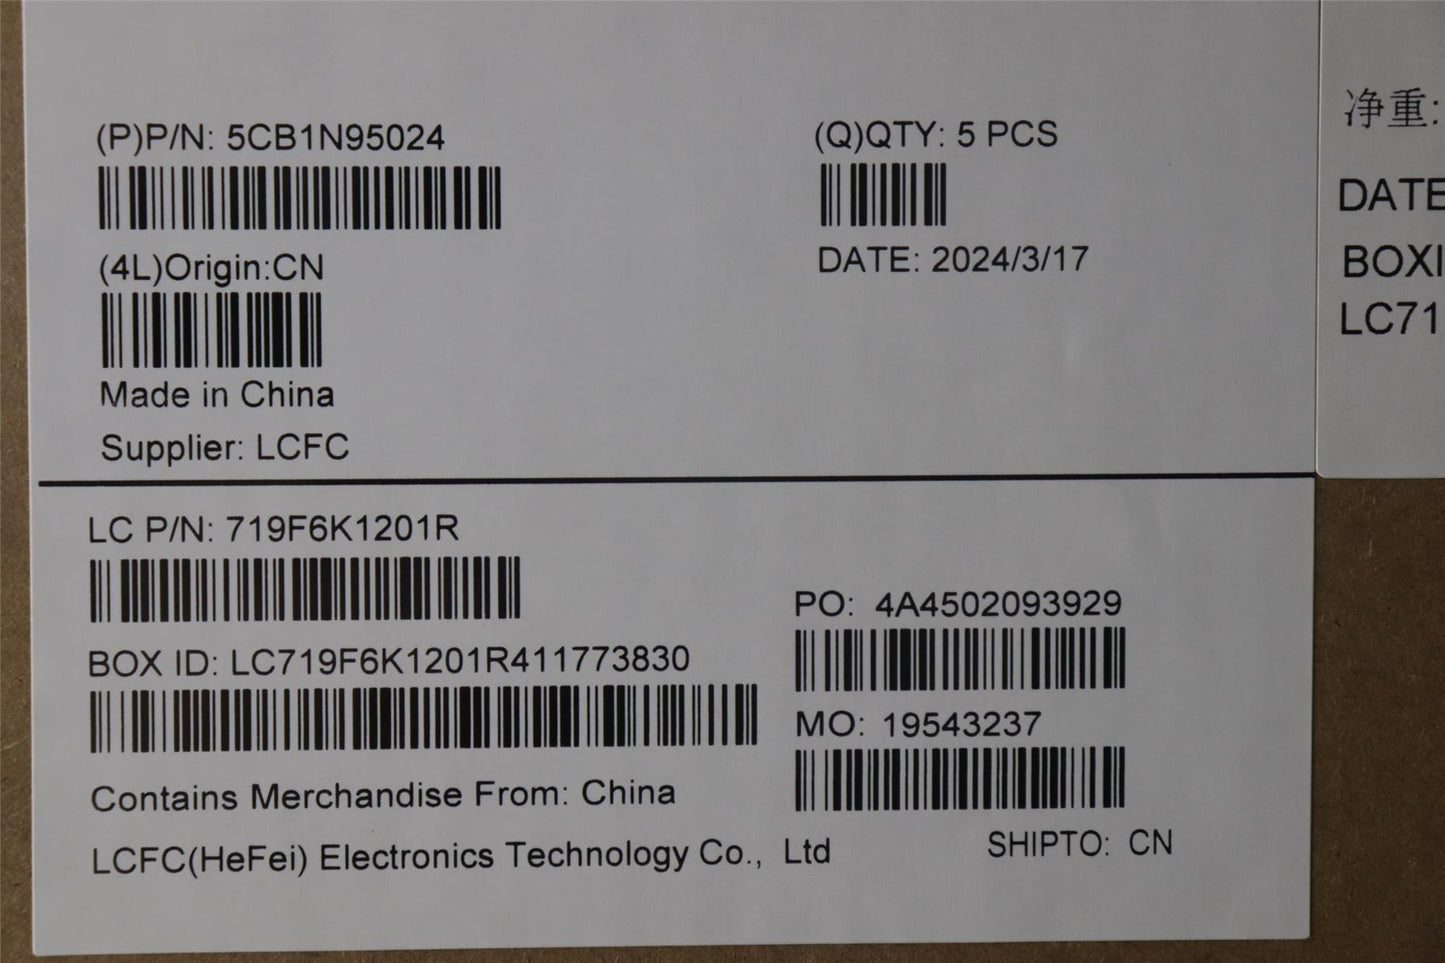 (P)P/N: 5CB1N95024
(Q)QTY: 5 PCS
(4L)Origin:CN
DATE: 2024/3/17
Made in China
Supplier: LCFC
LC P/N: 719F6K1201R
PO: 4A4502093929
BOX ID: LC719F6K1201R411773830
MO: 19543237
Contains Merchandise From: China
LCFC(HeFei) Electronics Technology Co., Ltd
SHIPTO: CN
净重:
DATE
BOXI
LC71